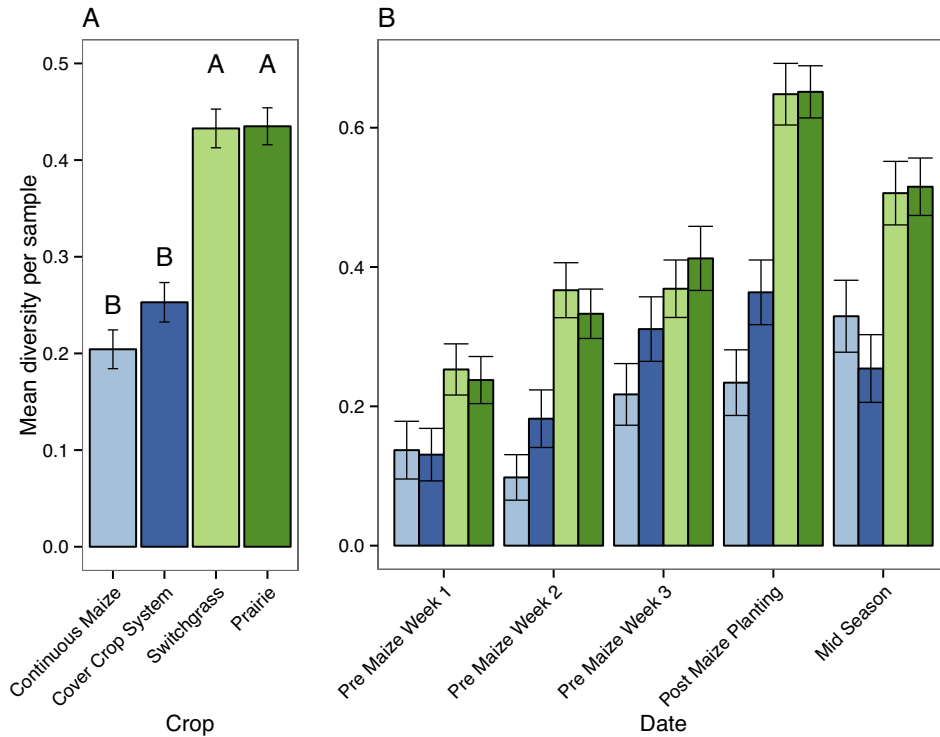 A
Mean diversity per sample
0.5
0.4
0.3
0.2
0.1
0.0
B
B
A
A
Continuous Maize
Cover Crop System
Switchgrass
Prairie
Crop
B
0.6
0.4
0.2
0.0
Pre Maize Week 1
Pre Maize Week 2
Pre Maize Week 3
Post Maize Planting
Mid Season
Date